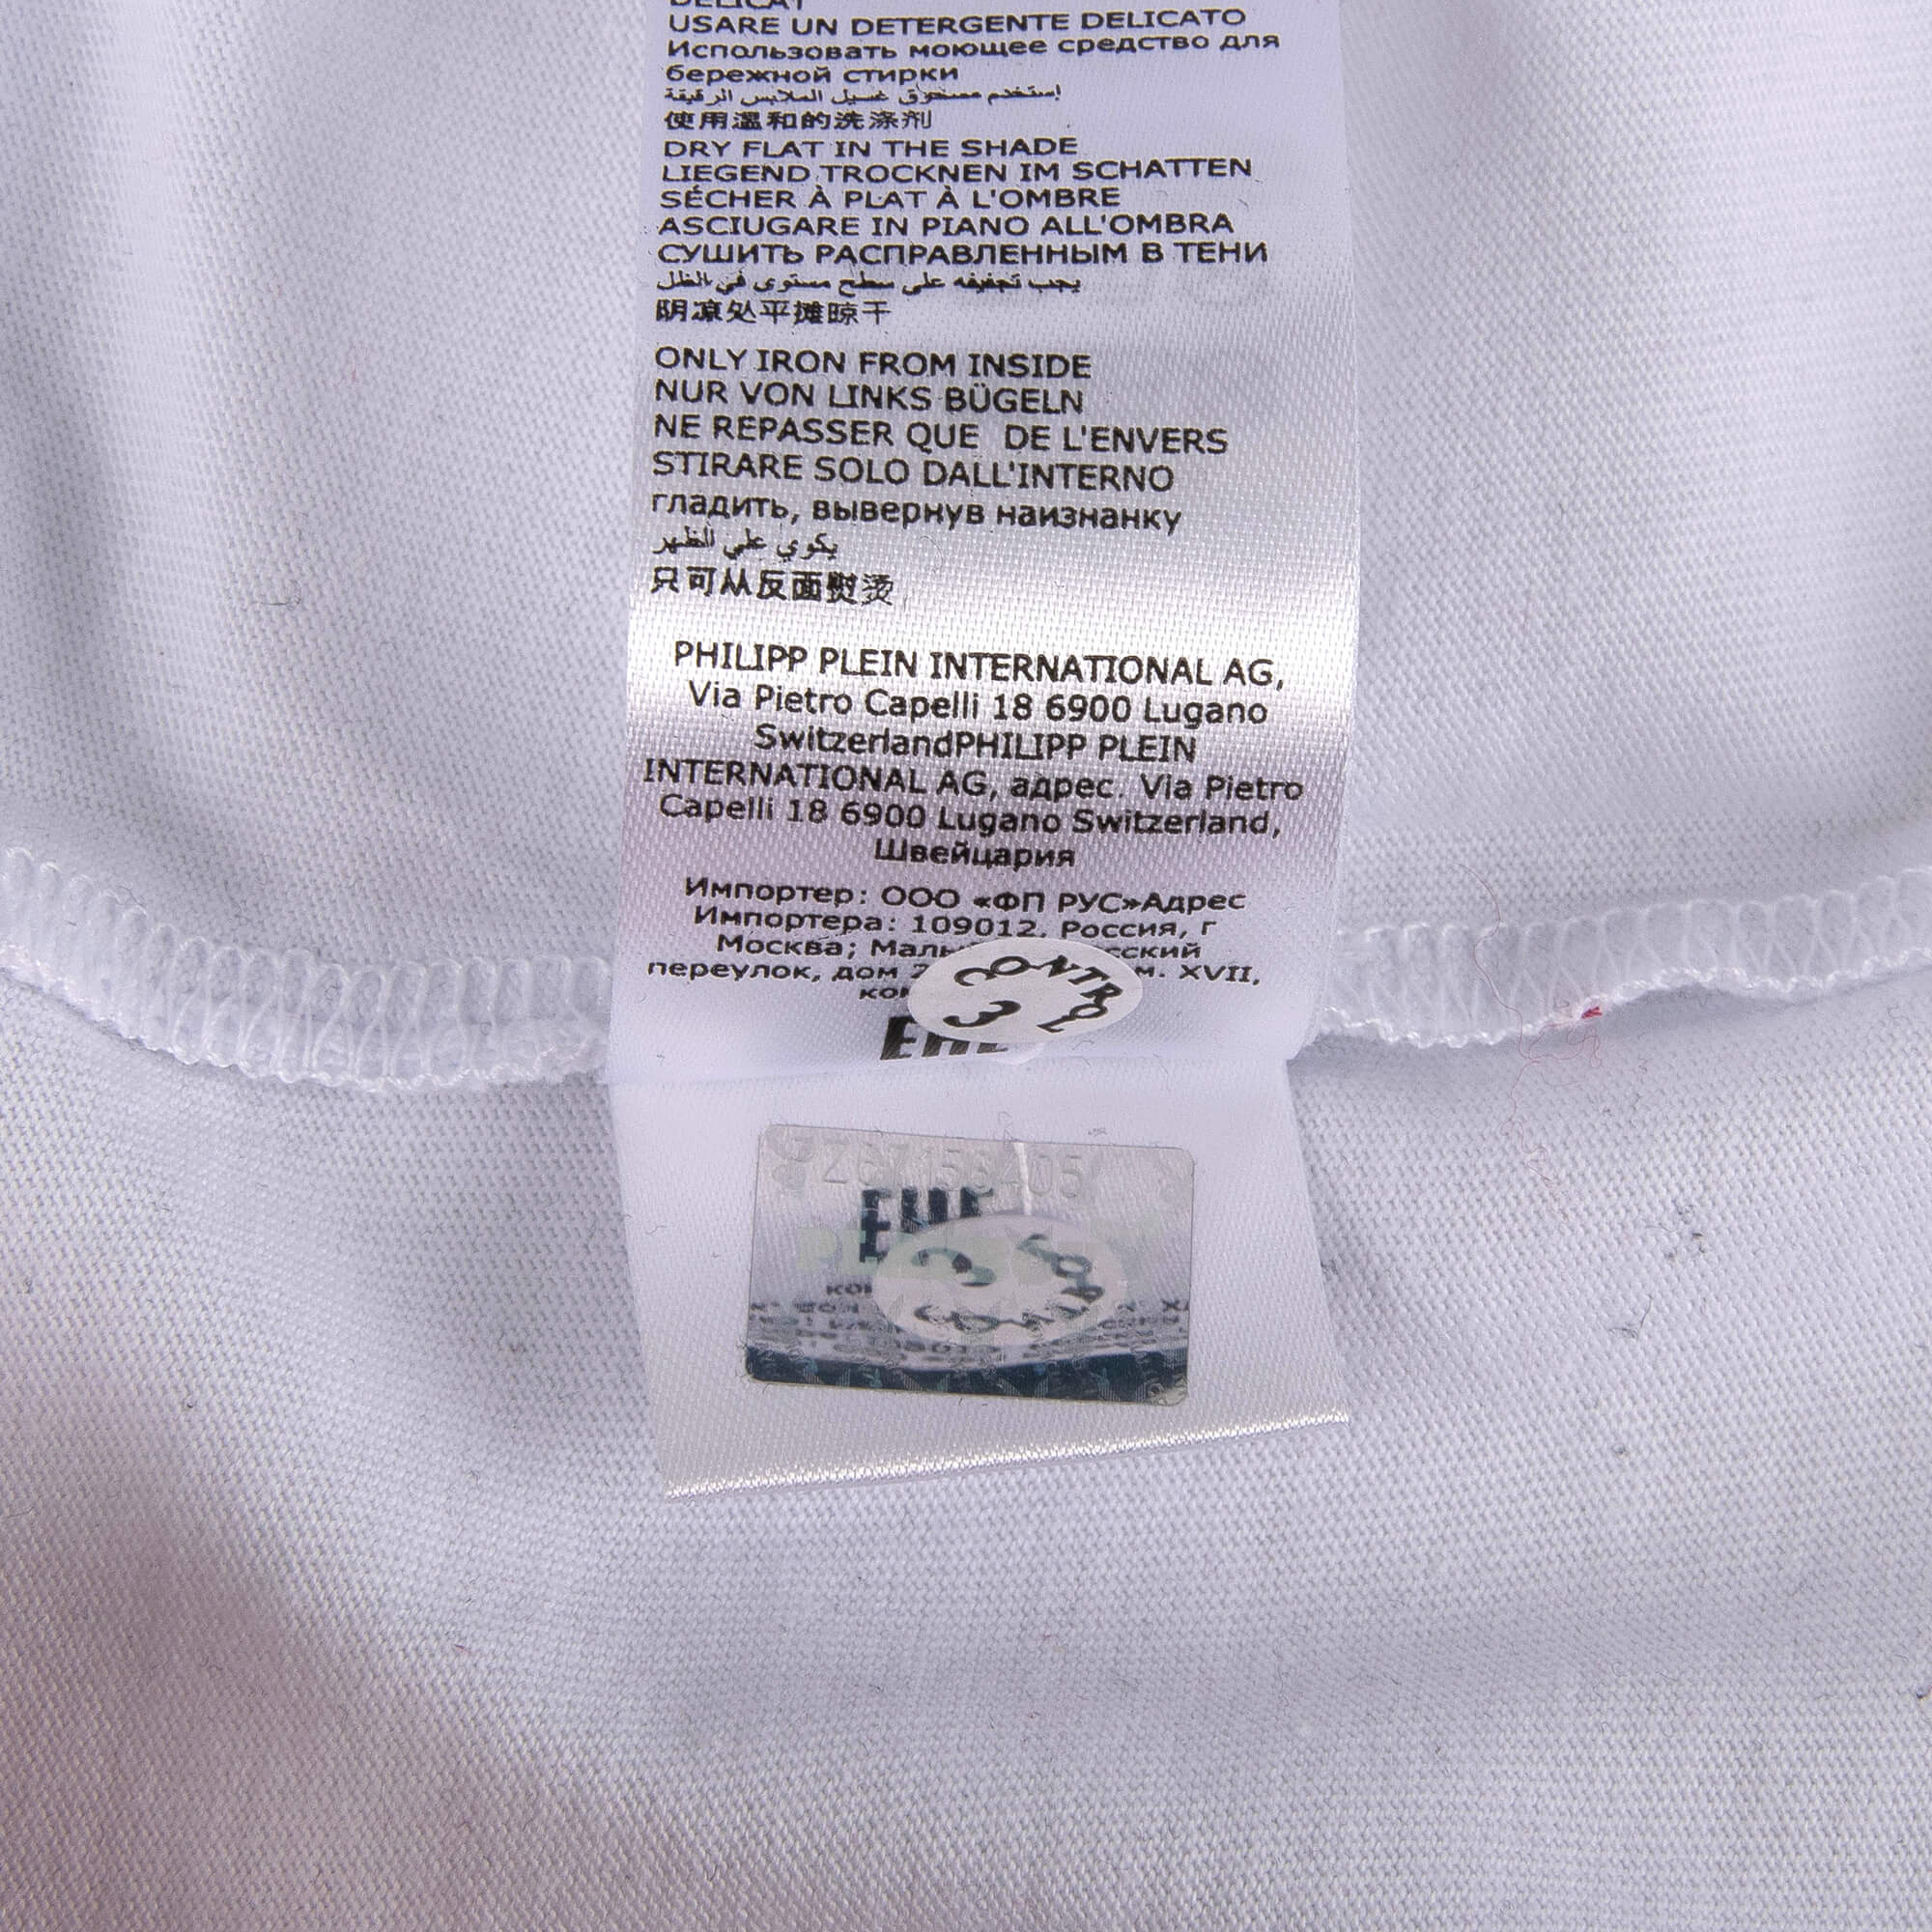 USARE UN DETERGENTE DELICATO
Использовать моющее средство для
бережной стирки
إستخدم مسحوق غسيل الملابس الرقيقة
使用温和的洗涤剂
DRY FLAT IN THE SHADE
LIEGEND TROCKNEN IM SCHATTEN
SÉCHER À PLAT À L'OMBRE
ASCIUGARE IN PIANO ALL'OMBRA
СУШИТЬ РАСПРАВЛЕННЫМ В ТЕНИ
يجب تجفيفه على سطح مستوى في الظل
阴凉处平摊晾干
ONLY IRON FROM INSIDE
NUR VON LINKS BÜGELN
NE REPASSER QUE DE L'ENVERS
STIRARE SOLO DALL'INTERNO
гладить, вывернув наизнанку
يكوي علي الظهر
只可从反面熨烫
PHILIPP PLEIN INTERNATIONAL AG,
Via Pietro Capelli 18 6900 Lugano
SwitzerlandPHILIPP PLEIN
INTERNATIONAL AG, адрес. Via Pietro
Capelli 18 6900 Lugano Switzerland,
Швейцария
Импортер: ООО «ФП РУС»Адрес
Импортера: 109012, Россия, г
Москва;
переулок, дом XVII,
CONTROL
3